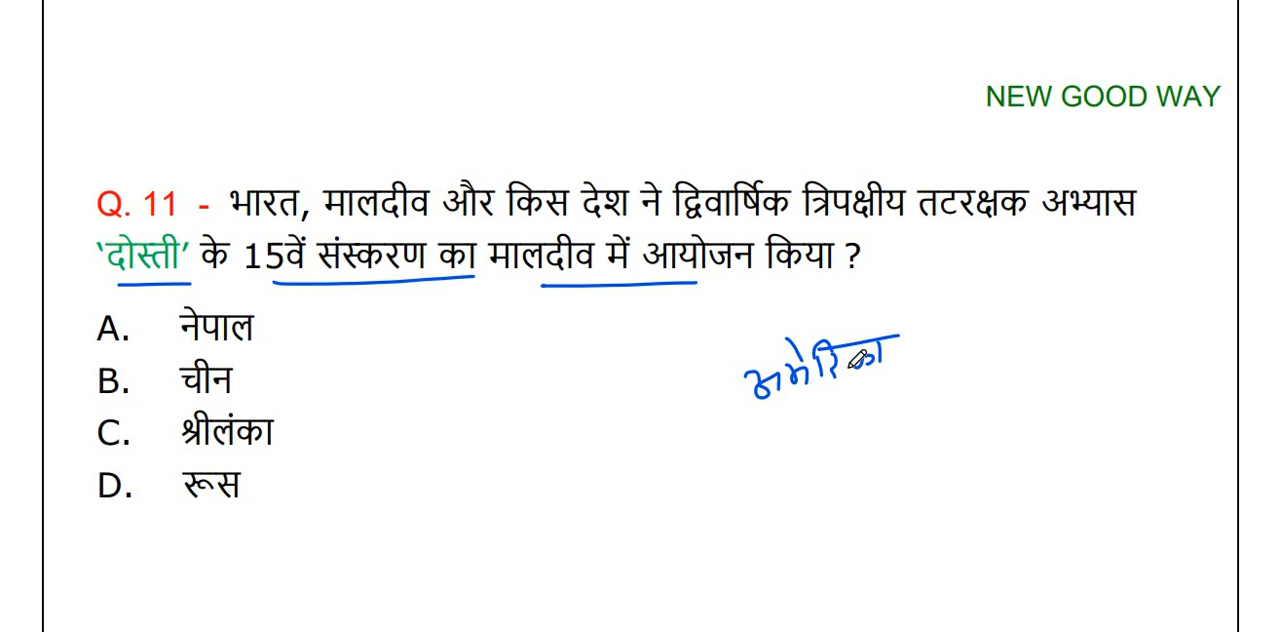 NEW GOOD WAY
Q. 11 - भारत, मालदीव और किस देश ने द्विवार्षिक त्रिपक्षीय तटरक्षक अभ्यास
‘दोस्ती’ के 15वें संस्करण का मालदीव में आयोजन किया ?
A. नेपाल
B. चीन
अमेरिका
C. श्रीलंका
D. रूस